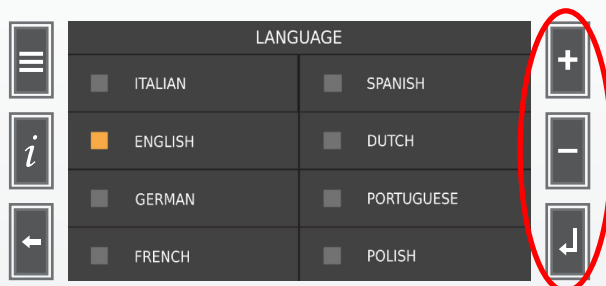 LANGUAGE
ITALIAN
ENGLISH
GERMAN
FRENCH
SPANISH
DUTCH
PORTUGUESE
POLISH
i
+
−